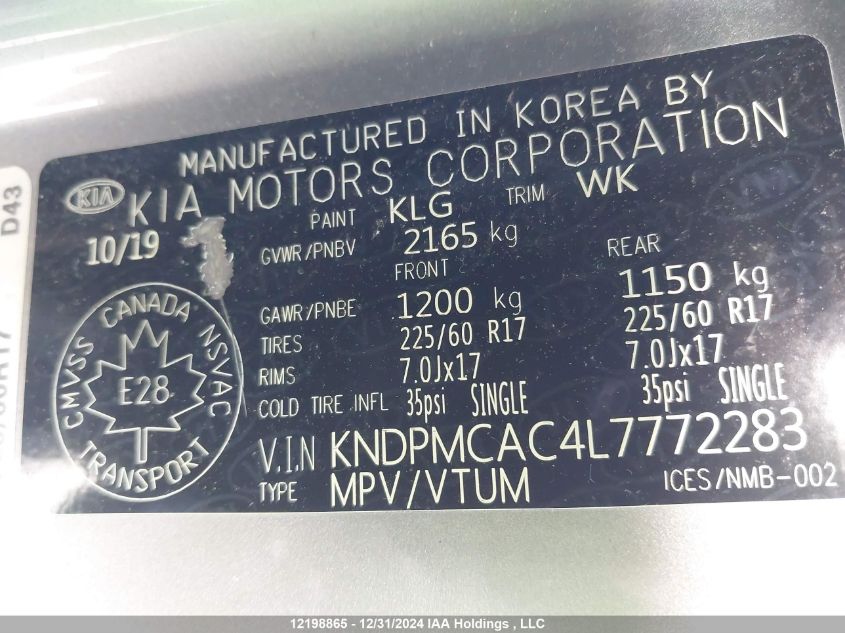 MANUFACTURED IN KOREA BY
KIA KIA MOTORS CORPORATION
10/19 PAINT KLG TRIM WK
GVWR/PNBV 2165 kg
FRONT REAR
GAWR/PNBE 1200 kg 1150 kg
TIRES 225/60 R17 225/60 R17
RIMS 7.0Jx17 7.0Jx17
COLD TIRE INFL 35psi SINGLE 35psi SINGLE
V.I.N KNDPMCAC4L7772283
TYPE MPV/VTUM ICES/NMB-002
CANADA
CMVSS NSVAC
E28
TRANSPORT
D43
12198865 - 12/31/2024 IAA Holdings , LLC